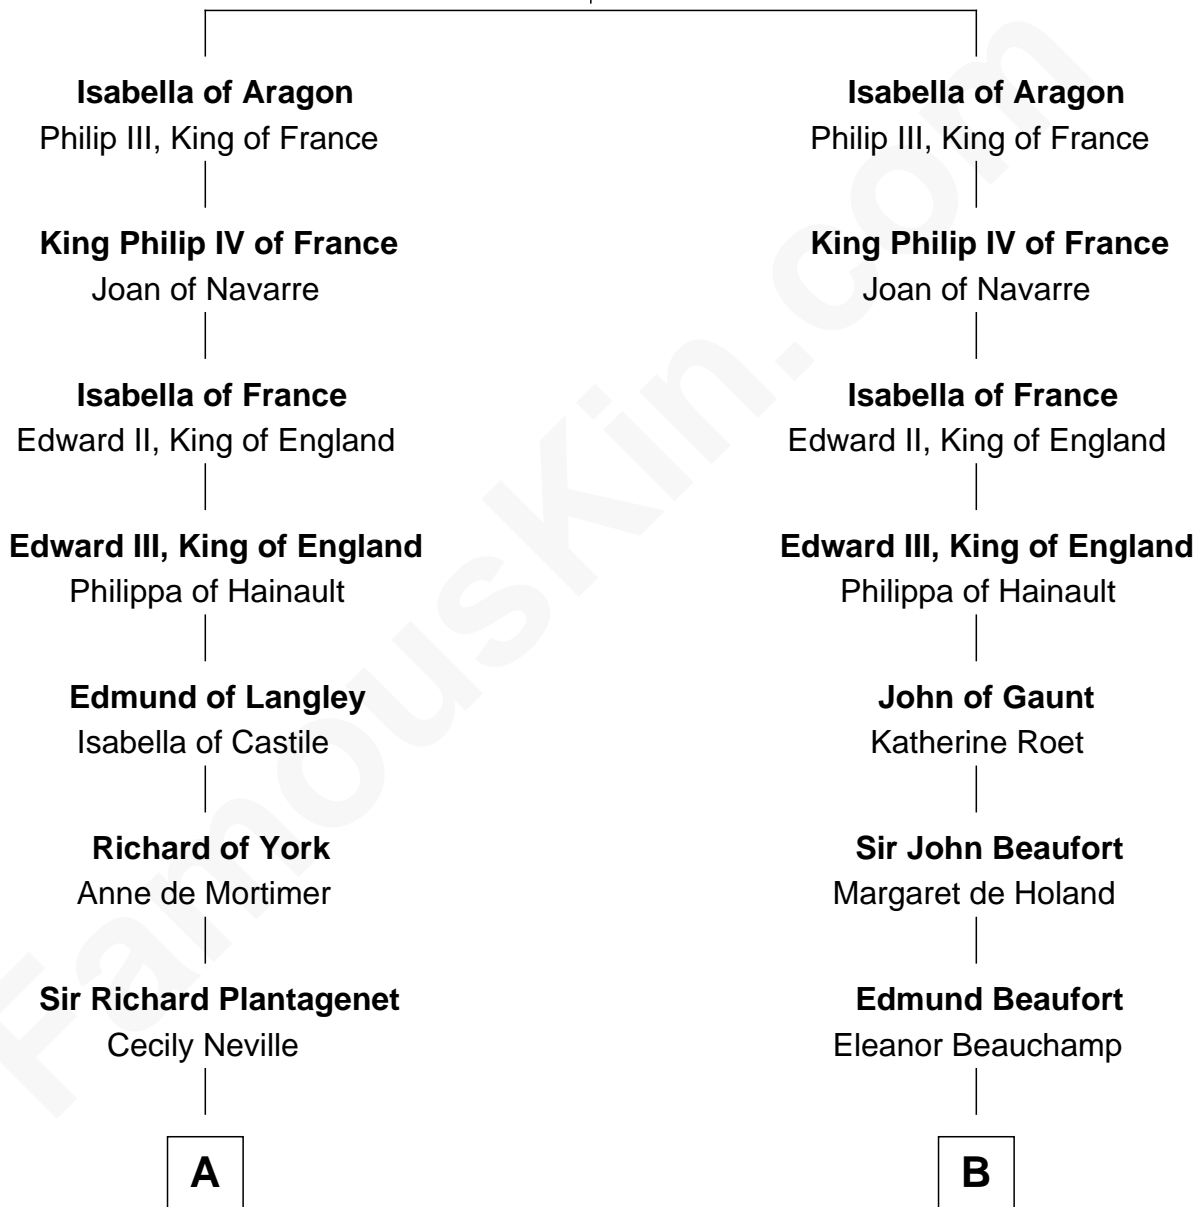 Isabella of Aragon
Philip III, King of France
King Philip IV of France
Joan of Navarre
Isabella of France
Edward II, King of England
Edward III, King of England
Philippa of Hainault
Edmund of Langley
Isabella of Castile
Richard of York
Anne de Mortimer
Sir Richard Plantagenet
Cecily Neville
A
Isabella of Aragon
Philip III, King of France
King Philip IV of France
Joan of Navarre
Isabella of France
Edward II, King of England
Edward III, King of England
Philippa of Hainault
John of Gaunt
Katherine Roet
Sir John Beaufort
Margaret de Holand
Edmund Beaufort
Eleanor Beauchamp
B
FamousKin.com